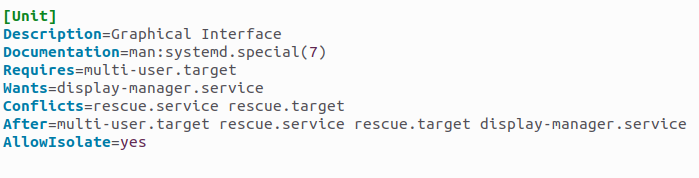 [Unit]
Description=Graphical Interface
Documentation=man:systemd.special(7)
Requires=multi-user.target
Wants=display-manager.service
Conflicts=rescue.service rescue.target
After=multi-user.target rescue.service rescue.target display-manager.service
AllowIsolate=yes